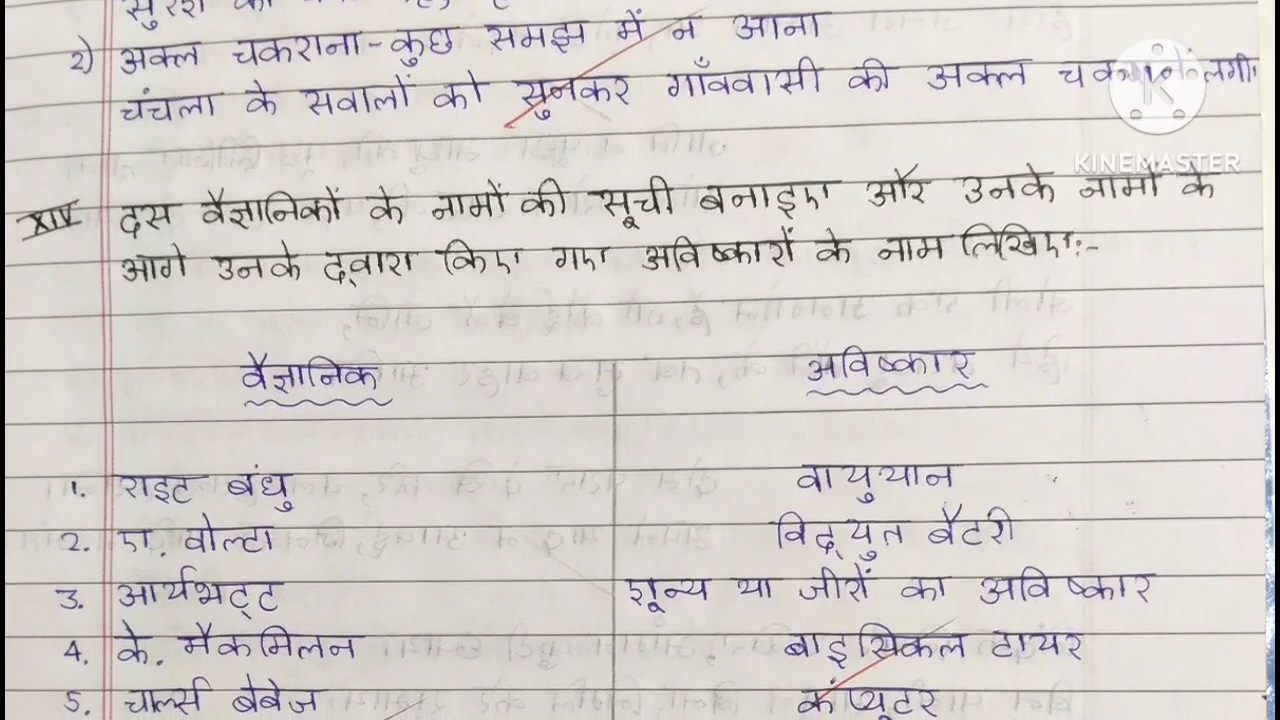 2) अक्ल चकराना - कुछ समझ में न आना
चंचला के सवालों को सुनकर गाँववासी की अक्ल लगी।
KINEMASTER
XIV दस वैज्ञानिकों के नामों की सूची बनाइए और उनके नामों के
आगे उनके द्वारा किए गए अविष्कारों के नाम लिखिए:-
वैज्ञानिक अविष्कार
1. राइट बंधु वायुयान
2. ए. वोल्टा विद्युत बैटरी
3. आर्यभट्ट शून्य या जीरों का अविष्कार
4. के. मैकमिलन बाइसिकल टायर
5. चार्ल्स बेबेज कंप्यूटर